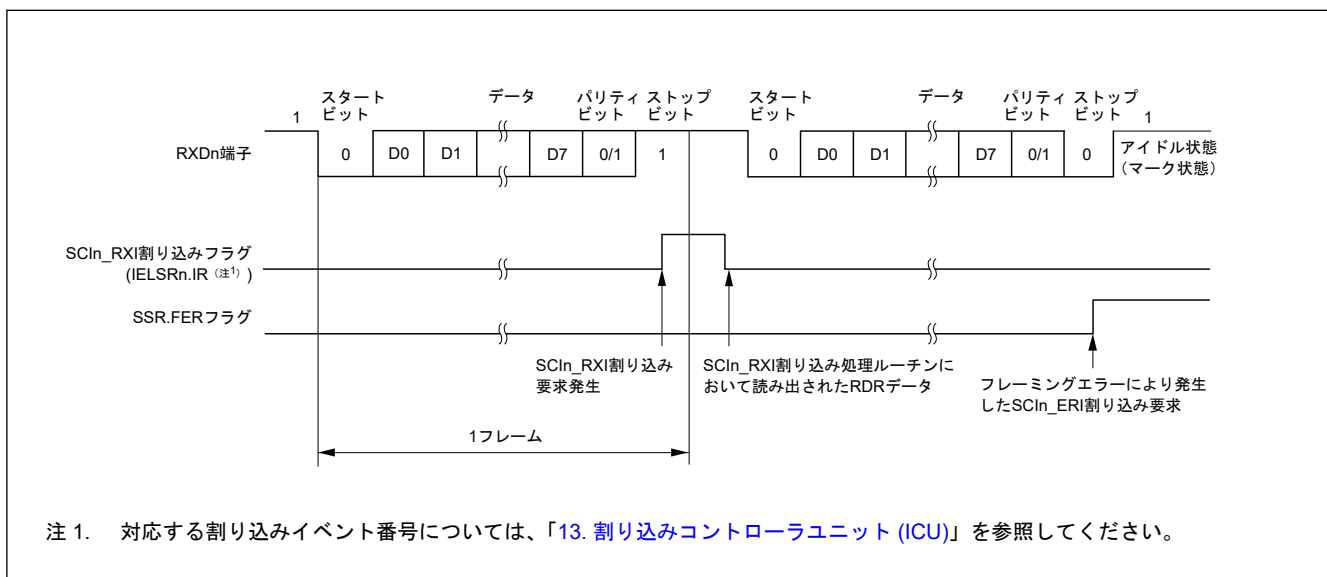 スタート
ビット
データ
パリティ
ビット
ストップ
ビット
スタート
ビット
データ
パリティ
ビット
ストップ
ビット
1
1
RXDn端子
0
D0
D1
D7
0/1
1
0
D0
D1
D7
0/1
0
アイドル状態
(マーク状態)
SCIn_RXI割り込みフラグ
(IELSRn.IR (注1) )
SSR.FERフラグ
SCIn_RXI割り込み
要求発生
SCIn_RXI割り込み処理ルーチンに
おいて読み出されたRDRデータ
フレーミングエラーにより発生
したSCIn_ERI割り込み要求
1フレーム
注 1. 対応する割り込みイベント番号については、「13. 割り込みコントローラユニット (ICU)」を参照してください。